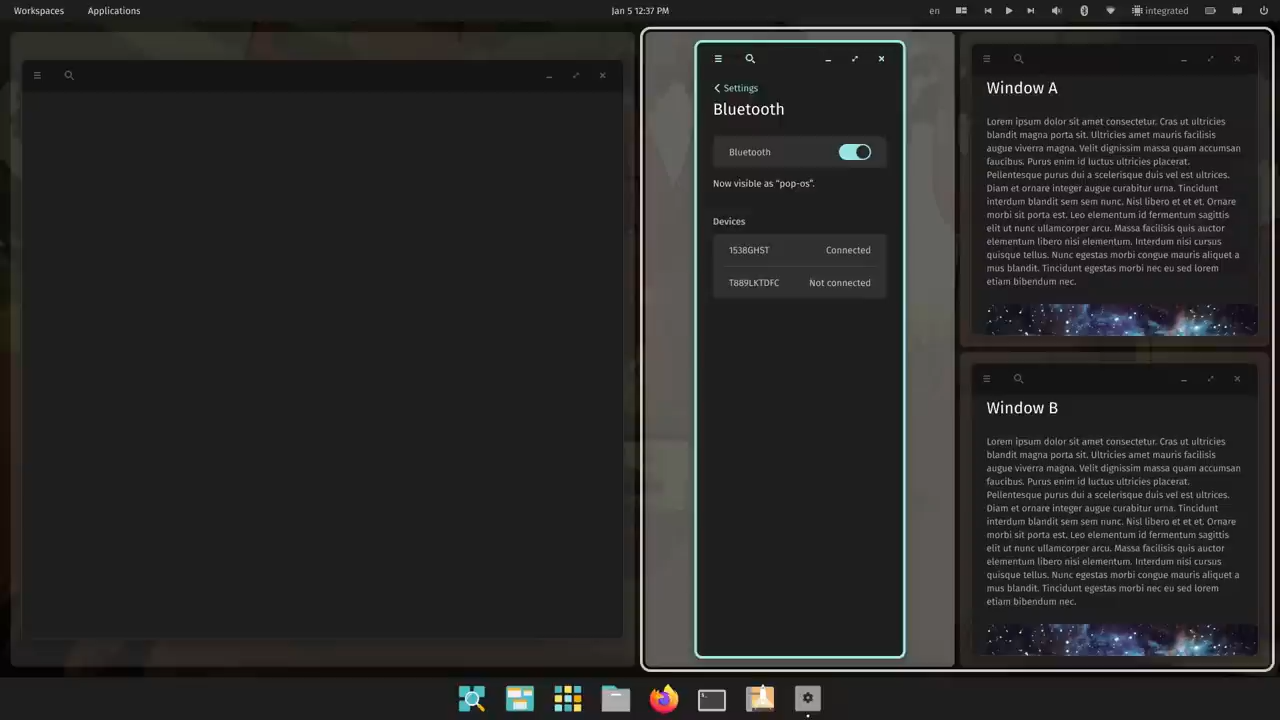 Workspaces
Applications
Jan 5 12:37 PM
en
integrated
Settings
Bluetooth
Bluetooth
Now visible as “pop-os”.
Devices
1538GHST Connected
T889LKTDFC Not connected
Window A
Lorem ipsum dolor sit amet consectetur. Cras ut ultricies
blandit magna porta sit. Ultrices amet mauris facilisis
augue viverra magna. Velit dignissim massa quam accumsan
faucibus. Purus enim id luctus ultricies placerat.
Pellentesque purus dui a scelerisque duis vel est ultrices.
Diam et ornare integer augue curabitur urna. Tincidunt
interdum blandit sem sem nunc. Nisl libero et et et. Ornare
morbi sit porta est. Leo elementum id fermentum sagittis
elit ut nunc ullamcorper arcu. Massa facilisis quis auctor
elementum libero nisi elementum. Interdum nisi cursus
quisque tellus. Nunc egestas morbi congue mauris aliquet a
mus blandit. Tincidunt egestas morbi nec eu sed lorem
etiam bibendum nec.
Window B
Lorem ipsum dolor sit amet consectetur. Cras ut ultricies
blandit magna porta sit. Ultrices amet mauris facilisis
augue viverra magna. Velit dignissim massa quam accumsan
faucibus. Purus enim id luctus ultricies placerat.
Pellentesque purus dui a scelerisque duis vel est ultrices.
Diam et ornare integer augue curabitur urna. Tincidunt
interdum blandit sem sem nunc. Nisl libero et et et. Ornare
morbi sit porta est. Leo elementum id fermentum sagittis
elit ut nunc ullamcorper arcu. Massa facilisis quis auctor
elementum libero nisi elementum. Interdum nisi cursus
quisque tellus. Nunc egestas morbi congue mauris aliquet a
mus blandit. Tincidunt egestas morbi nec eu sed lorem
etiam bibendum nec.